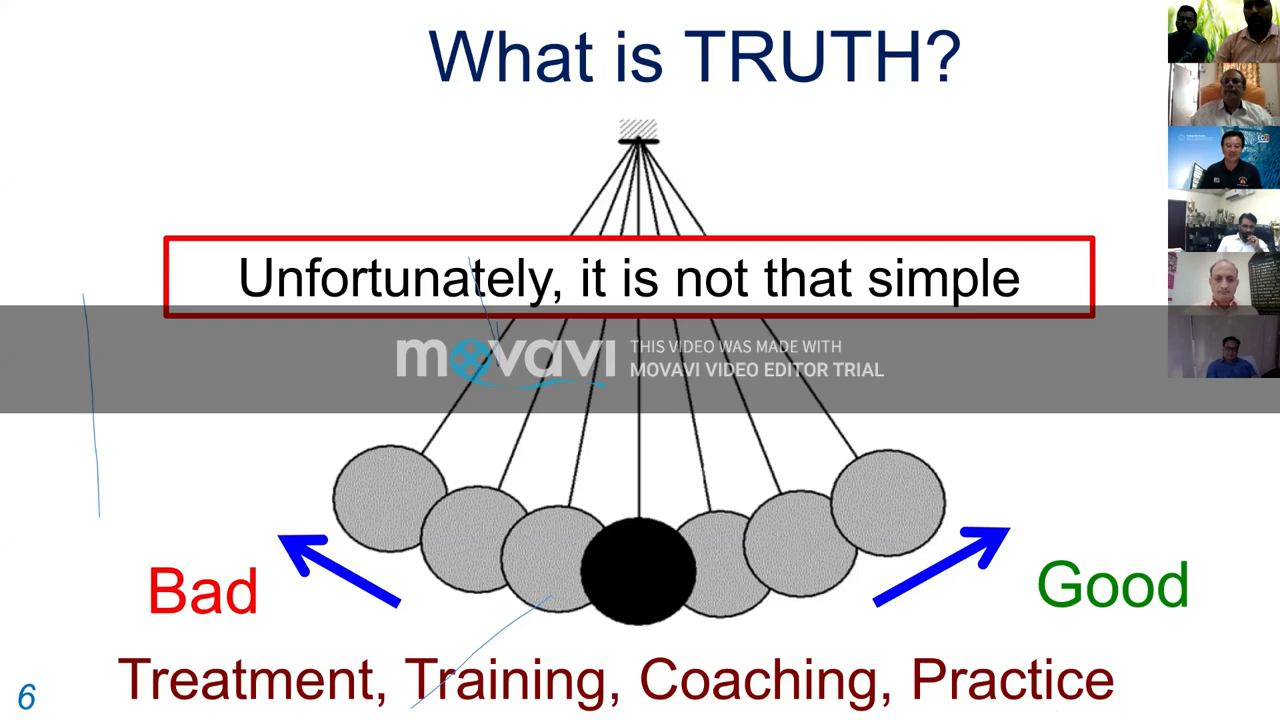 What is TRUTH?
Unfortunately, it is not that simple
movavi
THIS VIDEO WAS MADE WITH
MOVAVI VIDEO EDITOR TRIAL
Bad
Good
Treatment, Training, Coaching, Practice
6